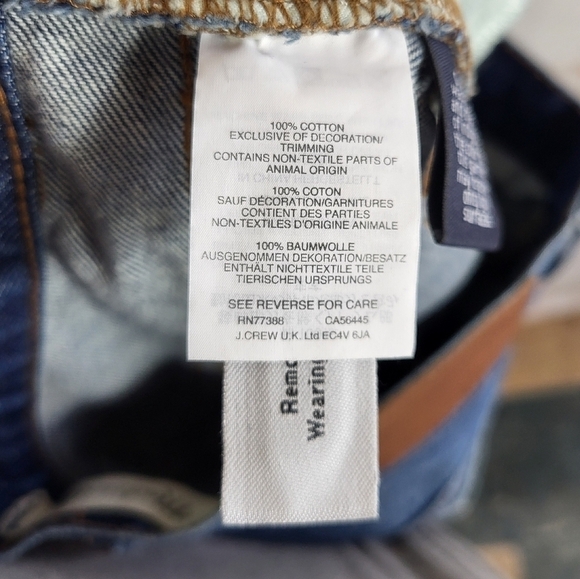 100% COTTON
EXCLUSIVE OF DECORATION/
TRIMMING
CONTAINS NON-TEXTILE PARTS OF
ANIMAL ORIGIN
100% COTON
SAUF DÉCORATION/GARNITURES
CONTIENT DES PARTIES
NON-TEXTILES D'ORIGINE ANIMALE
100% BAUMWOLLE
AUSGENOMMEN DEKORATION/BESATZ
ENTHÄLT NICHTTEXTILE TEILE
TIERISCHEN URSPRUNGS
SEE REVERSE FOR CARE
RN77388 CA56445
J.CREW U.K. Ltd EC4V 6JA
Remo
Wearing